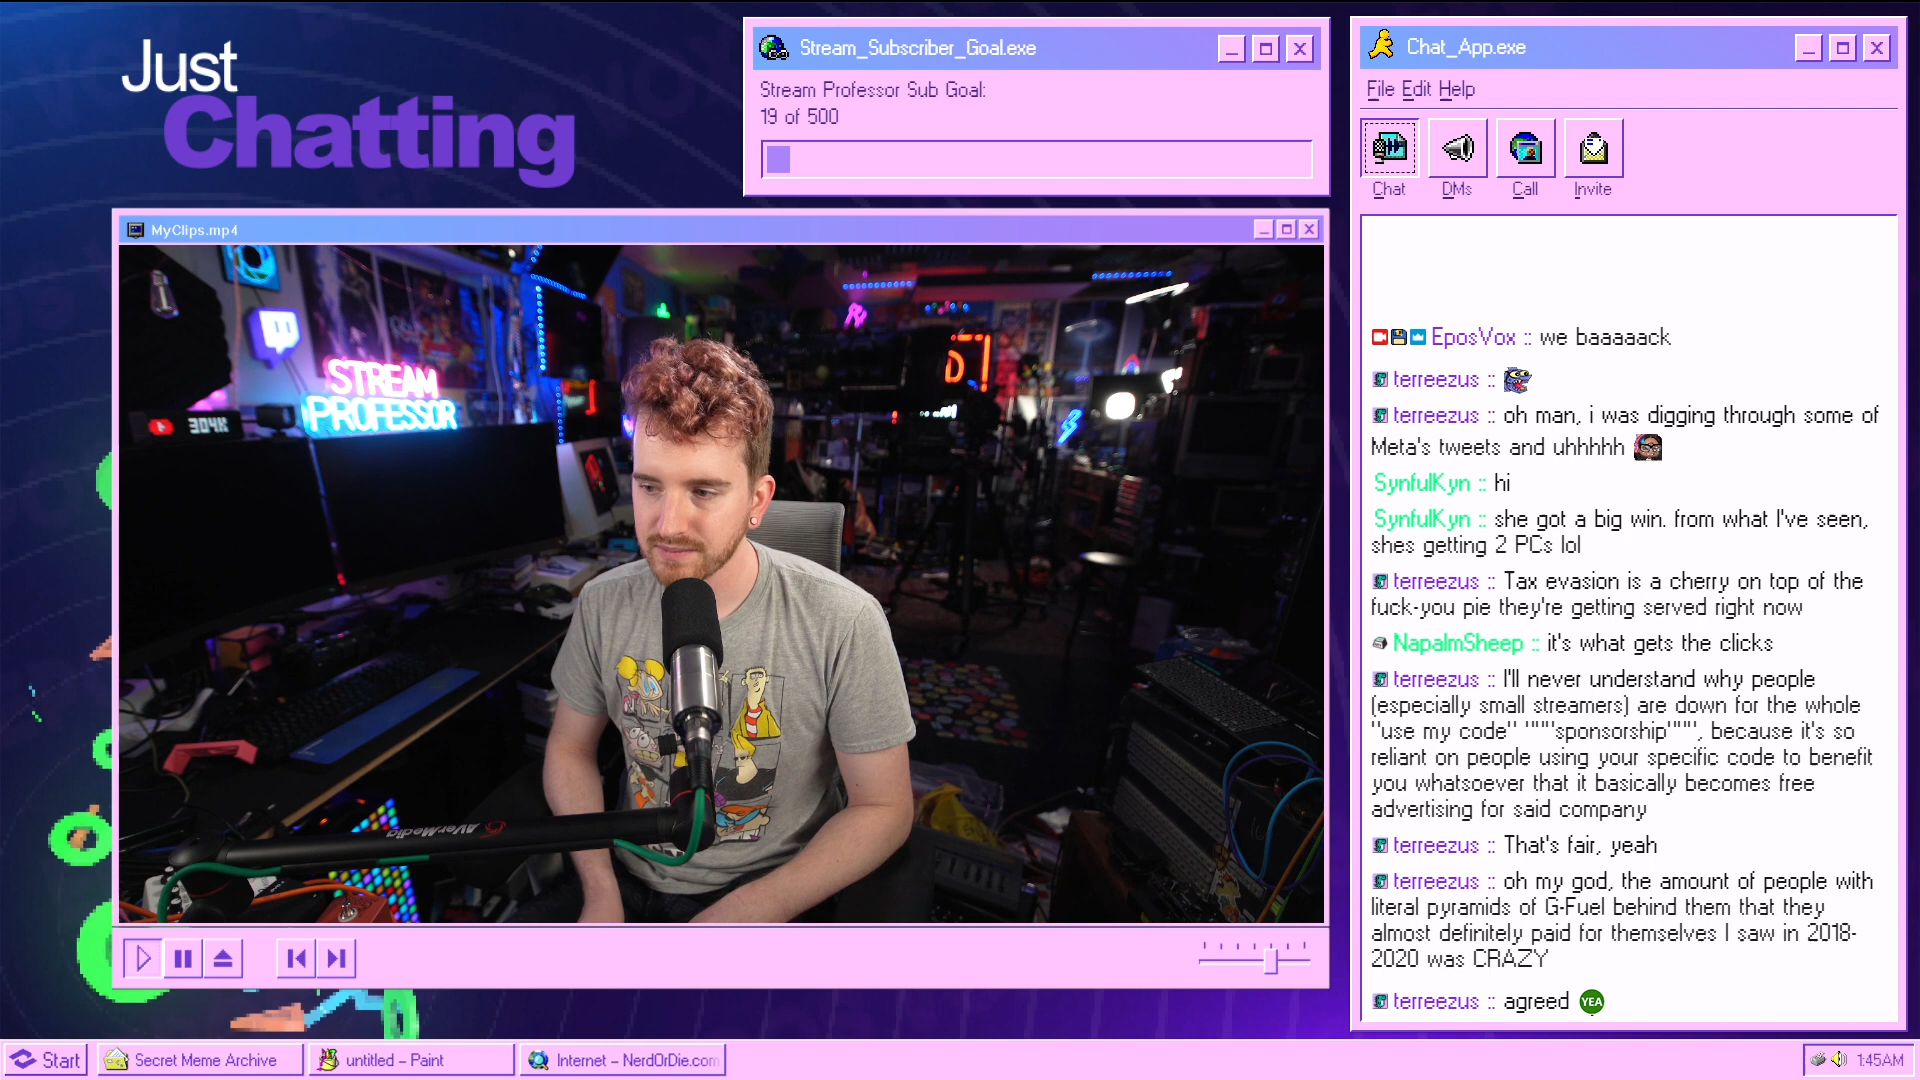 Just
Chatting
Stream_Subscriber_Goal.exe
Stream Professor Sub Goal:
19 of 500
MyClips.mp4
STREAM
PROFESSOR
304K
AVerMedia
Chat_App.exe
File Edit Help
Chat DMs Call Invite
EposVox :: we baaaaack
terreezus ::
terreezus :: oh man, i was digging through some of
Meta's tweets and uhhhhh
SynfulKyn :: hi
SynfulKyn :: she got a big win. from what I've seen,
shes getting 2 PCs lol
terreezus :: Tax evasion is a cherry on top of the
fuck-you pie they're getting served right now
NapalmSheep :: it's what gets the clicks
terreezus :: I'll never understand why people
(especially small streamers) are down for the whole
"use my code" """sponsorship""", because it's so
reliant on people using your specific code to benefit
you whatsoever that it basically becomes free
advertising for said company
terreezus :: That's fair, yeah
terreezus :: oh my god, the amount of people with
literal pyramids of G-Fuel behind them that they
almost definitely paid for themselves I saw in 2018-
2020 was CRAZY
terreezus :: agreed YEA
Start
Secret Meme Archive
untitled - Paint
Internet - NerdOrDie.com
1:45AM